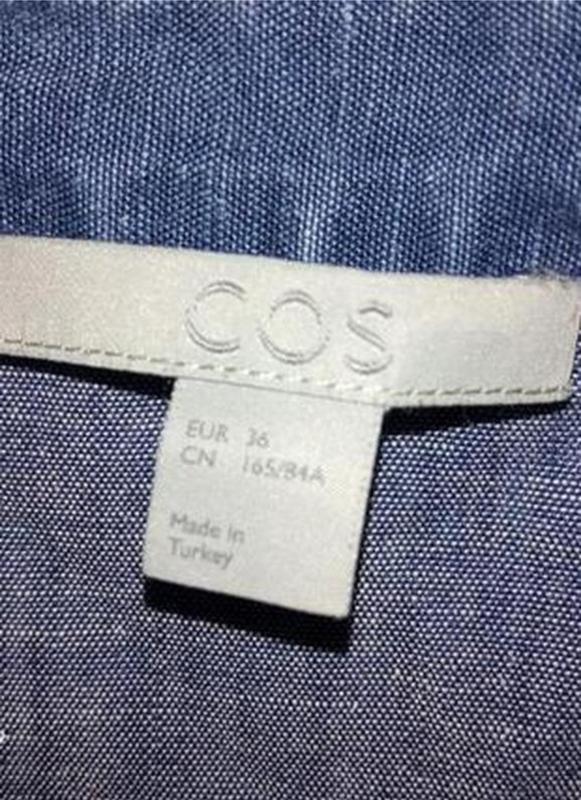 COS
EUR 36
CN 165/84A
Made in
Turkey